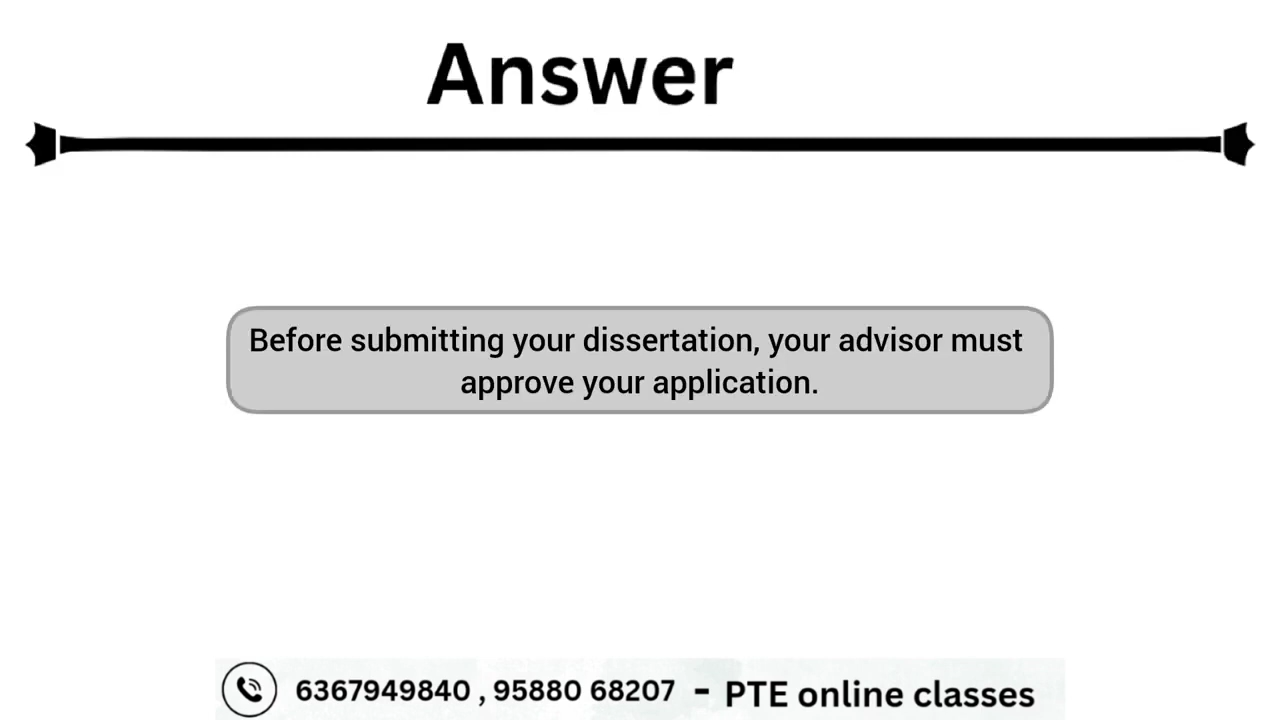 Answer
Before submitting your dissertation, your advisor must
approve your application.
6367949840 , 95880 68207 - PTE online classes